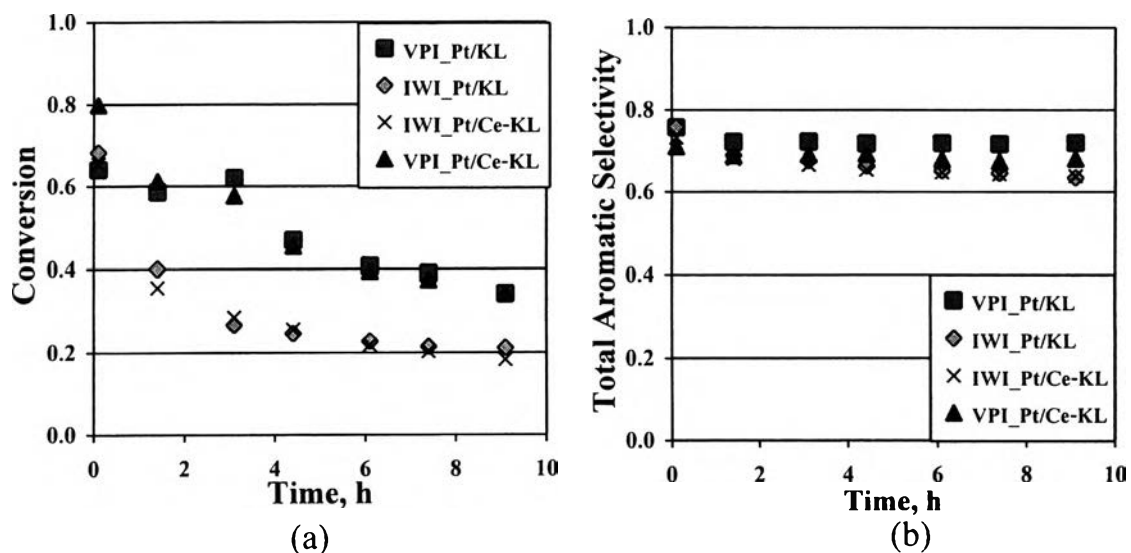 1.0
0.8
0.6
0.4
0.2
0.0
Conversion
0 2 4 6 8 10
Time, h
VPI_Pt/KL
IWI_Pt/KL
IWI_Pt/Ce-KL
VPI_Pt/Ce-KL
(a)
1.0
0.8
0.6
0.4
0.2
0.0
Total Aromatic Selectivity
0 2 4 6 8 10
Time, h
VPI_Pt/KL
IWI_Pt/KL
IWI_Pt/Ce-KL
VPI_Pt/Ce-KL
(b)